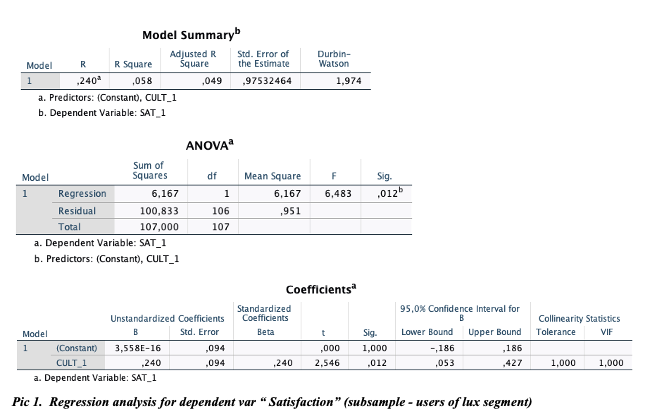 Model Summaryb
Model R R Square Adjusted R Square Std. Error of the Estimate Durbin-Watson
1 ,240a ,058 ,049 ,97532464 1,974
a. Predictors: (Constant), CULT_1
b. Dependent Variable: SAT_1
ANOVAa
Model Sum of Squares df Mean Square F Sig.
1 Regression 6,167 1 6,167 6,483 ,012b
Residual 100,833 106 ,951
Total 107,000 107
a. Dependent Variable: SAT_1
b. Predictors: (Constant), CULT_1
Coefficientsa
Unstandardized Coefficients Standardized Coefficients 95,0% Confidence Interval for B Collinearity Statistics
Model B Std. Error Beta t Sig. Lower Bound Upper Bound Tolerance VIF
1 (Constant) 3,558E-16 ,094 ,000 1,000 -,186 ,186
CULT_1 ,240 ,094 ,240 2,546 ,012 ,053 ,427 1,000 1,000
a. Dependent Variable: SAT_1
Pic 1. Regression analysis for dependent var “ Satisfaction” (subsample - users of lux segment)